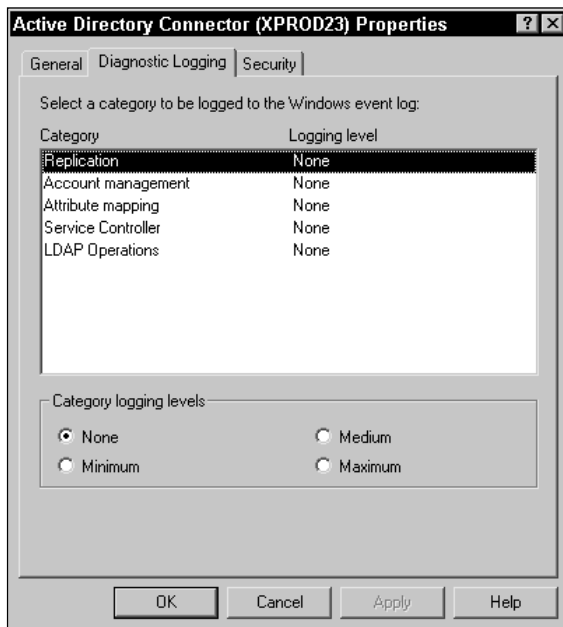 Active Directory Connector (XPROD23) Properties
General Diagnostic Logging Security
Select a category to be logged to the Windows event log:
Category Logging level
Replication None
Account management None
Attribute mapping None
Service Controller None
LDAP Operations None
Category logging levels
None Medium
Minimum Maximum
OK Cancel Apply Help